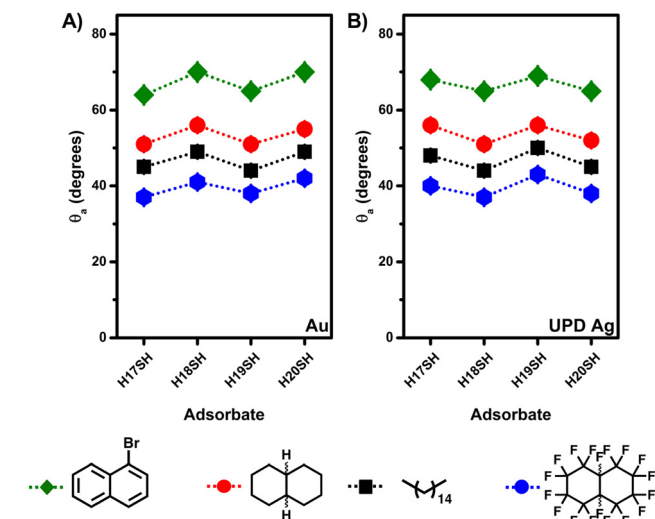 A)
B)
80
60
40
20
0
θa (degrees)
Au
H17SH
H18SH
H19SH
H20SH
Adsorbate
80
60
40
20
0
θa (degrees)
UPD Ag
H17SH
H18SH
H19SH
H20SH
Adsorbate
Br
H
H
14
F F F F
F F F F
F F
F F
F F F F